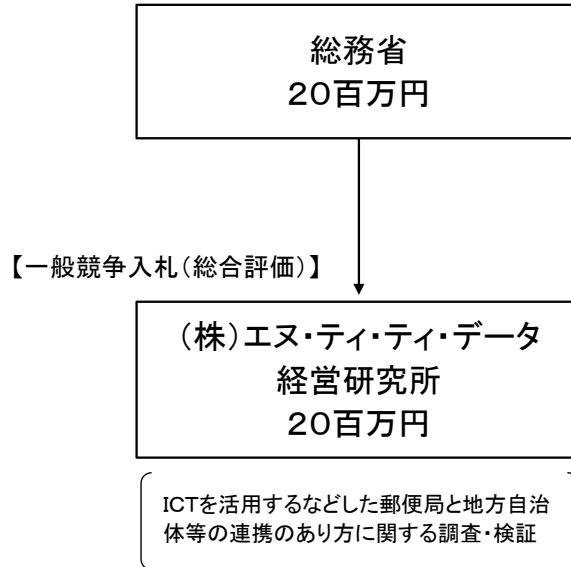 総務省
20百万円
【一般競争入札（総合評価）】
（株）エヌ・ティ・ティ・データ
経営研究所
20百万円
ICTを活用するなどした郵便局と地方自治
体等の連携のあり方に関する調査・検証